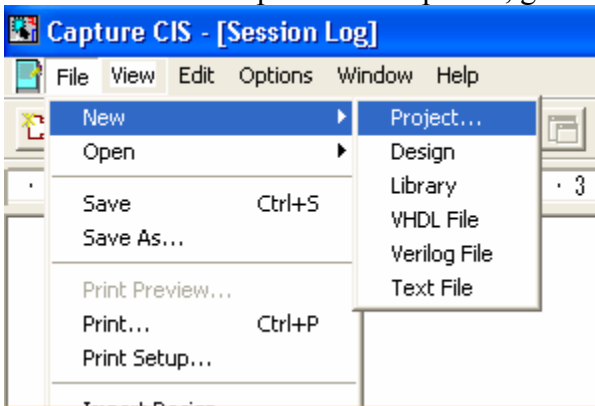 Capture CIS - [Session Log]
File View Edit Options Window Help
New
Open
Save Ctrl+S
Save As...
Print Preview...
Print... Ctrl+P
Print Setup...
Project...
Design
Library
VHDL File
Verilog File
Text File
3